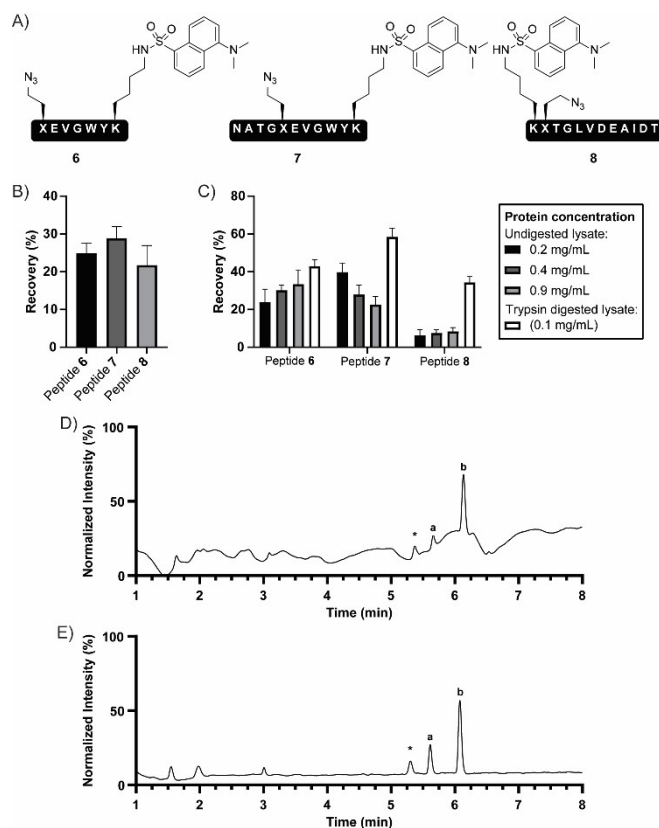 A)
HN
S
O
O
N
N3
XEVGWYK
6
HN
S
O
O
N
N3
NATGXEVGWYK
7
HN
S
O
O
N
N3
KXTGLVDEAIDT
8
B)
Recovery (%)
40
30
20
10
0
Peptide 6
Peptide 7
Peptide 8
C)
Recovery (%)
80
60
40
20
0
Peptide 6
Peptide 7
Peptide 8
Protein concentration
Undigested lysate:
0.2 mg/mL
0.4 mg/mL
0.9 mg/mL
Trypsin digested lysate:
(0.1 mg/mL)
D)
Normalized Intensity (%)
100
50
0
*
a
b
1 2 3 4 5 6 7 8
Time (min)
E)
Normalized Intensity (%)
100
50
0
*
a
b
1 2 3 4 5 6 7 8
Time (min)